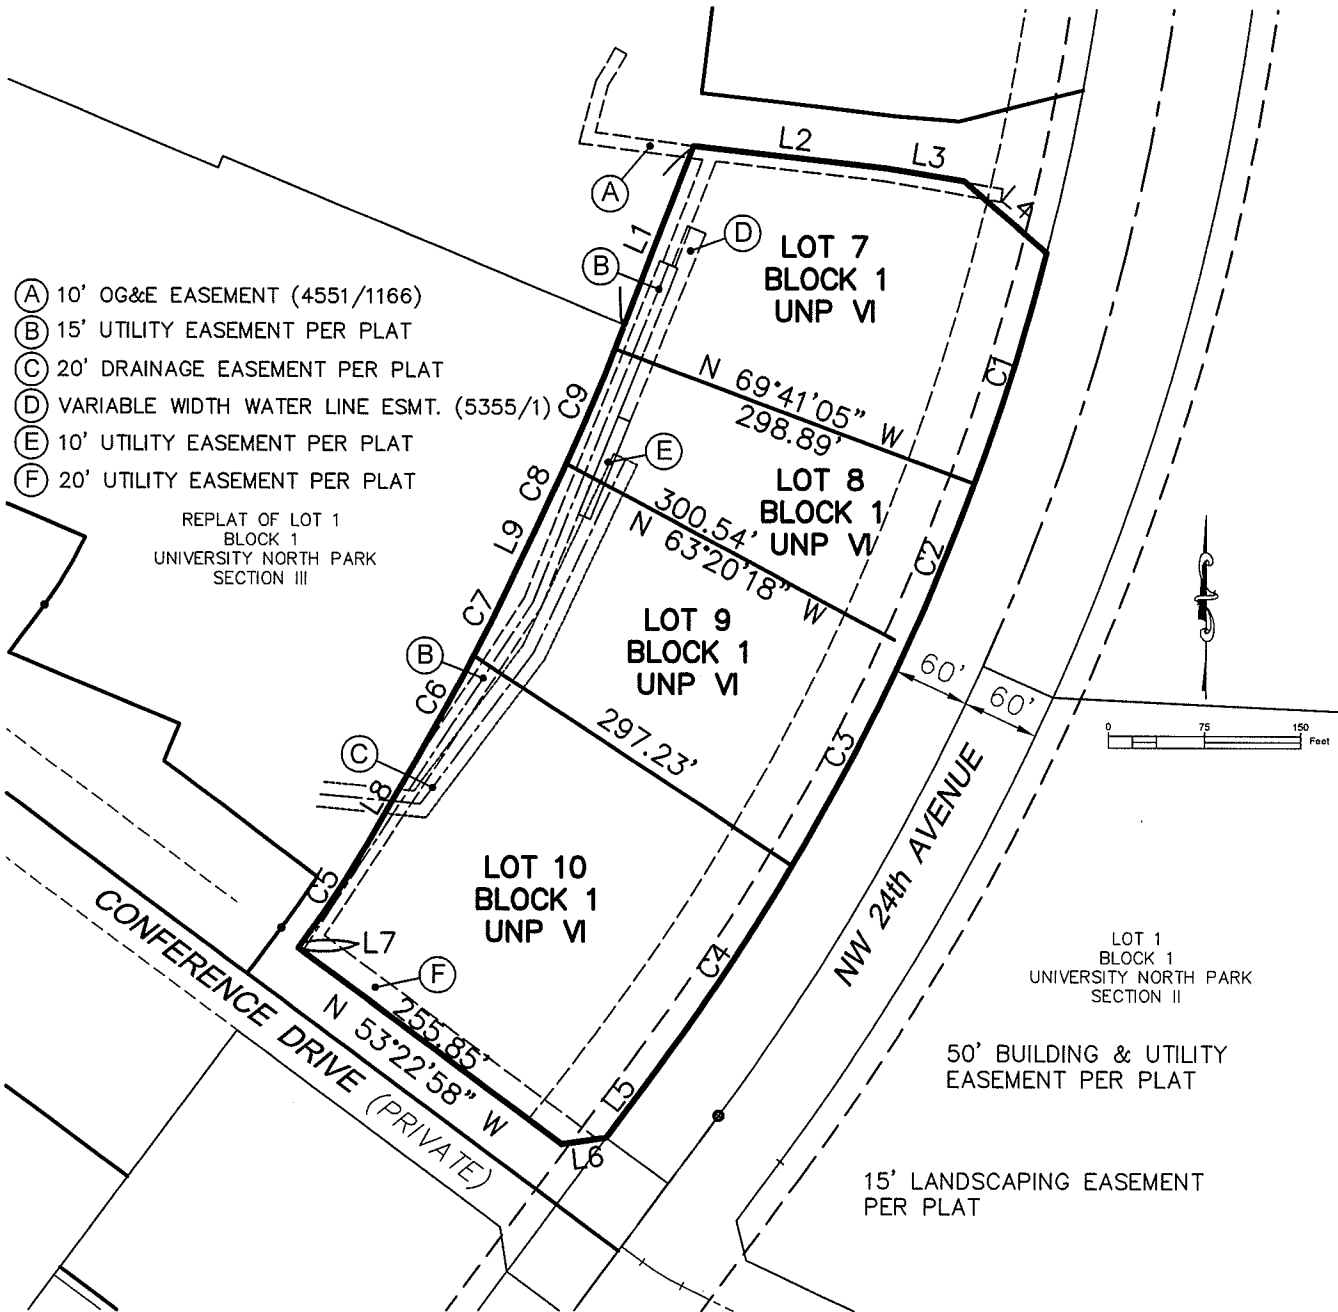 L2
L3
L4
A
L1
D
B
LOT 7
BLOCK 1
UNP VI
A 10' OG&E EASEMENT (4551/1166)
B 15' UTILITY EASEMENT PER PLAT
C 20' DRAINAGE EASEMENT PER PLAT
D VARIABLE WIDTH WATER LINE ESMT. (5355/1)
E 10' UTILITY EASEMENT PER PLAT
F 20' UTILITY EASEMENT PER PLAT
C1
N 69°41'05" W
298.89'
C9
E
C8
LOT 8
BLOCK 1
UNP VI
300.54'
N 63°20'18" W
REPLAT OF LOT 1
BLOCK 1
UNIVERSITY NORTH PARK
SECTION III
L9
C2
C7
LOT 9
BLOCK 1
UNP VI
B
60'
60'
C6
297.23'
C3
0 75 150
Feet
C
L8
NW 24th AVENUE
LOT 10
BLOCK 1
UNP VI
C5
L7
CONFERENCE DRIVE (PRIVATE)
F
C4
255.85'
N 53°22'58" W
LOT 1
BLOCK 1
UNIVERSITY NORTH PARK
SECTION II
50' BUILDING & UTILITY
EASEMENT PER PLAT
L5
L6
15' LANDSCAPING EASEMENT
PER PLAT